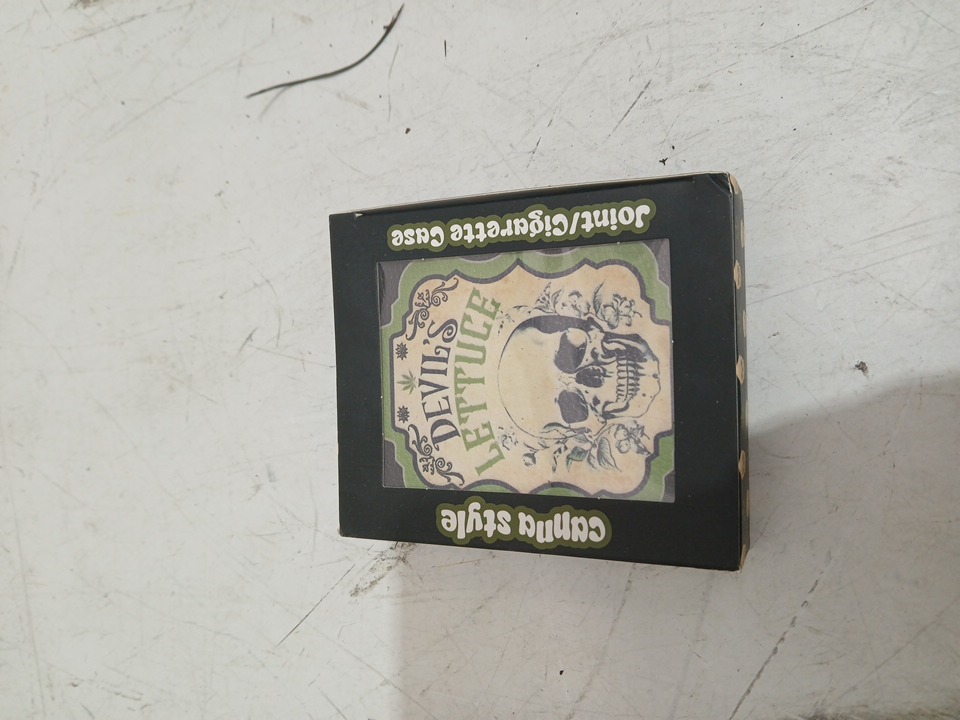 canna style
DEVIL'S
LETTUCE
Joint/Cigarette Case